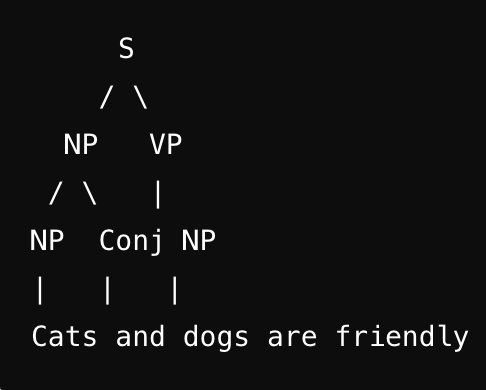 S
/ \
NP VP
/ \ |
NP Conj NP
| | |
Cats and dogs are friendly